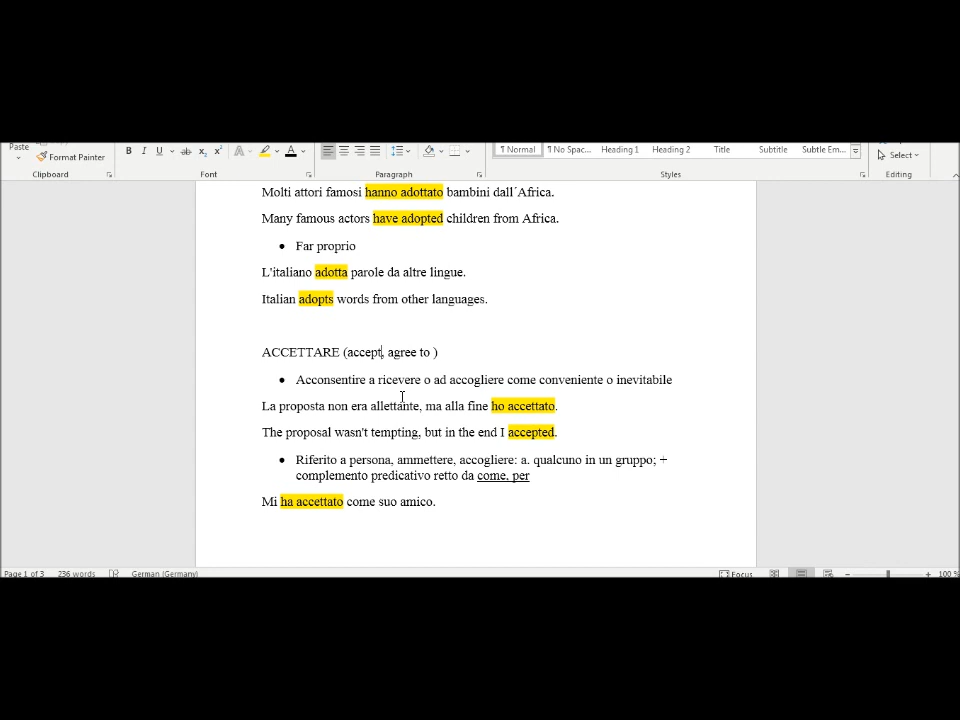 Paste
Format Painter
B I U ab x₂ x² A A
¶ Normal ¶ No Spac... Heading 1 Heading 2 Title Subtitle Subtle Em...
Select
Clipboard Font Paragraph Styles Editing
Molti attori famosi hanno adottato bambini dall´Africa.
Many famous actors have adopted children from Africa.
• Far proprio
L'italiano adotta parole da altre lingue.
Italian adopts words from other languages.
ACCETTARE (accept, agree to )
• Acconsentire a ricevere o ad accogliere come conveniente o inevitabile
La proposta non era allettante, ma alla fine ho accettato.
The proposal wasn't tempting, but in the end I accepted.
• Riferito a persona, ammettere, accogliere: a. qualcuno in un gruppo; +
complemento predicativo retto da come, per
Mi ha accettato come suo amico.
Page 1 of 3 236 words German (Germany) Focus 100 %